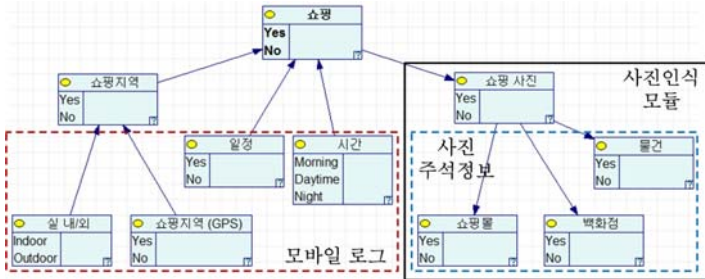 쇼핑
Yes
No
쇼핑지역
Yes
No
쇼핑 사진
Yes
No
사진인식
모듈
일정
Yes
No
시간
Morning
Daytime
Night
사진
주석정보
물건
Yes
No
실 내/외
Indoor
Outdoor
쇼핑지역 (GPS)
Yes
No
모바일 로그
쇼핑몰
Yes
No
백화점
Yes
No